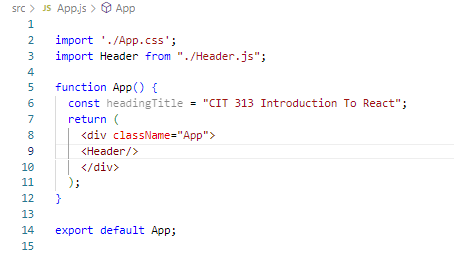 src > JS App.js > App
1
2 import './App.css';
3 import Header from "./Header.js";
4
5 function App() {
6   const headingTitle = "CIT 313 Introduction To React";
7   return (
8     <div className="App">
9     <Header/>
10     </div>
11   );
12 }
13
14 export default App;
15